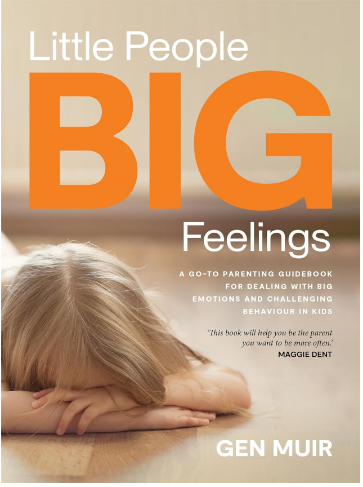 Little People
BIG
Feelings
A GO-TO PARENTING GUIDEBOOK
FOR DEALING WITH BIG
EMOTIONS AND CHALLENGING
BEHAVIOUR IN KIDS
'This book will help you be the parent
you want to be more often.'
MAGGIE DENT
GEN MUIR